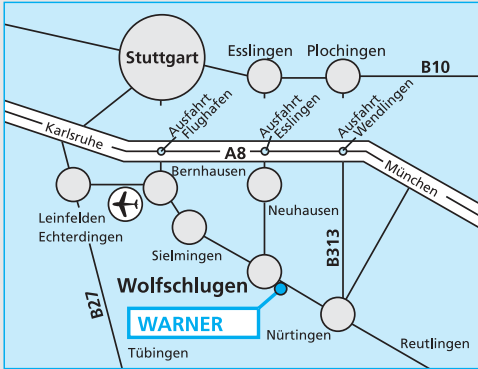 Stuttgart
Esslingen
Plochingen
B10
Karlsruhe
Ausfahrt
Flughafen
Ausfahrt
Esslingen
Ausfahrt
Wendlingen
A8
München
Bernhausen
Leinfelden
Echterdingen
Neuhausen
Sielmingen
B313
B27
Wolfschlugen
WARNER
Nürtingen
Reutlingen
Tübingen